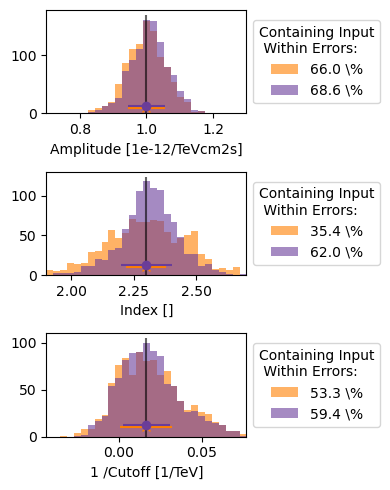 Containing Input
Within Errors:
66.0 \%
68.6 \%
100
0
0.8 1.0 1.2
Amplitude [1e-12/TeVcm2s]
Containing Input
Within Errors:
35.4 \%
62.0 \%
100
50
0
2.00 2.25 2.50
Index []
Containing Input
Within Errors:
53.3 \%
59.4 \%
100
50
0
0.00 0.05
1 /Cutoff [1/TeV]